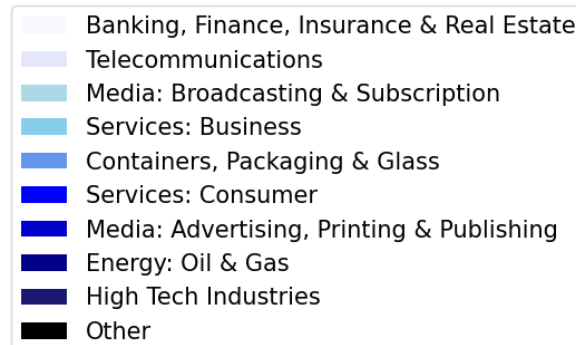 Banking, Finance, Insurance & Real Estate
Telecommunications
Media: Broadcasting & Subscription
Services: Business
Containers, Packaging & Glass
Services: Consumer
Media: Advertising, Printing & Publishing
Energy: Oil & Gas
High Tech Industries
Other